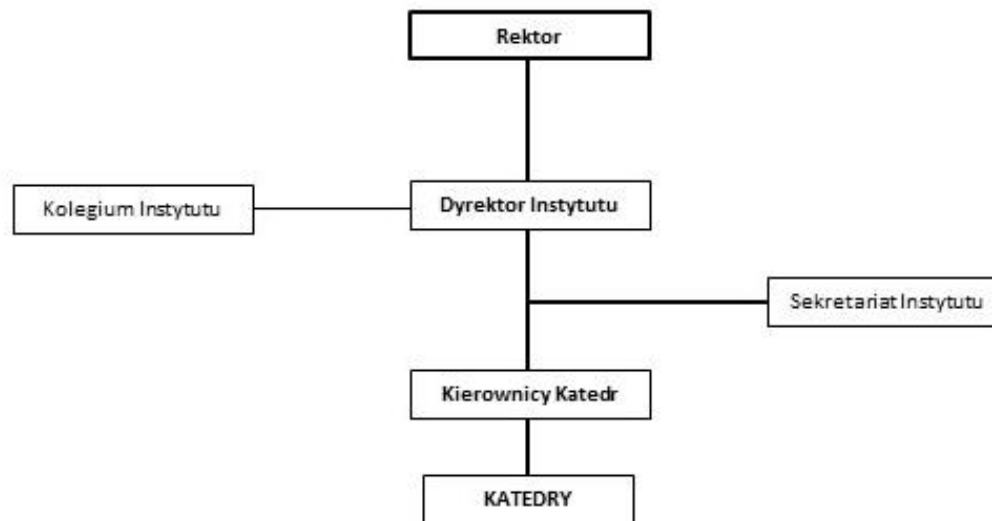 Rektor
Kolegium Instytutu
Dyrektor Instytutu
Sekretariat Instytutu
Kierownicy Katedr
KATEDRY